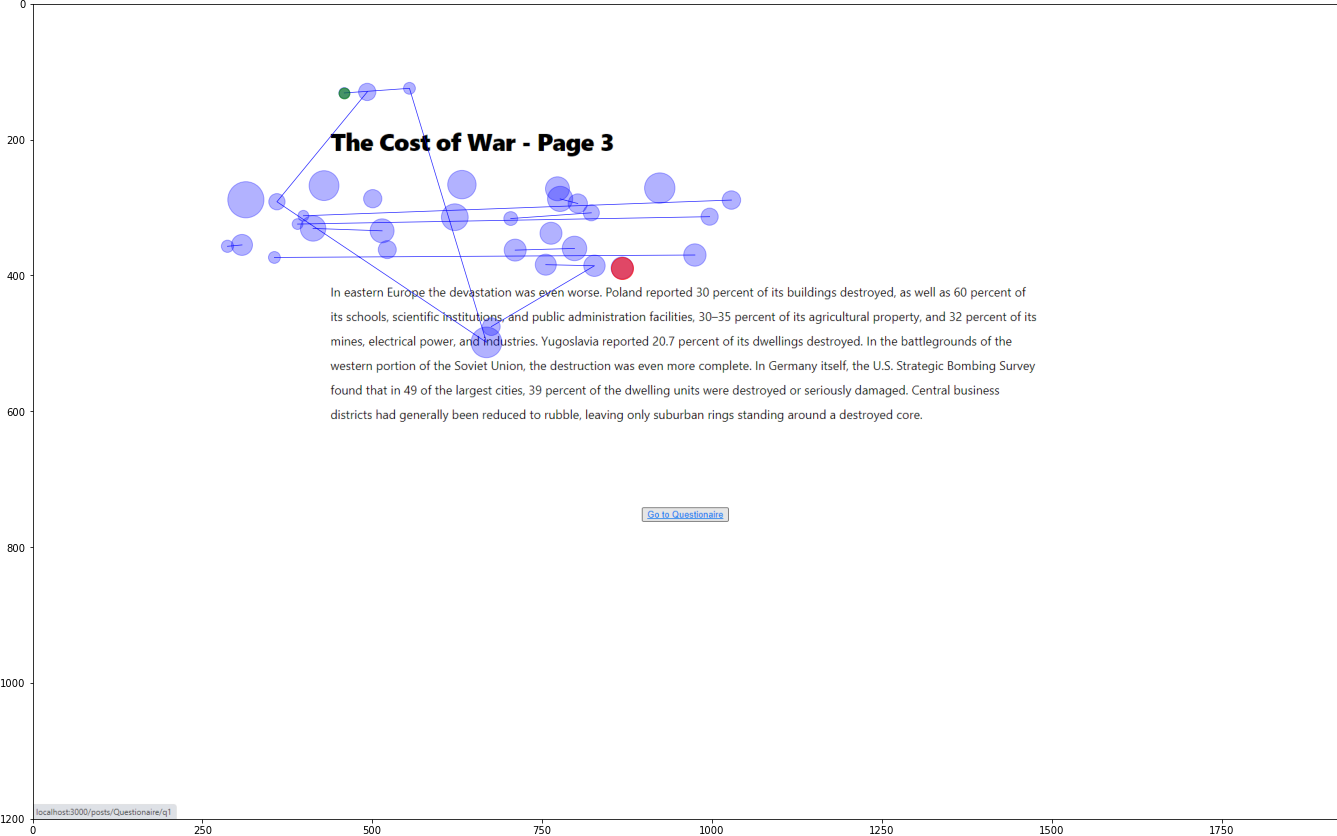 0
200
The Cost of War - Page 3
400
In eastern Europe the devastation was even worse. Poland reported 30 percent of its buildings destroyed, as well as 60 percent of
its schools, scientific institutions, and public administration facilities, 30–35 percent of its agricultural property, and 32 percent of its
mines, electrical power, and industries. Yugoslavia reported 20.7 percent of its dwellings destroyed. In the battlegrounds of the
western portion of the Soviet Union, the destruction was even more complete. In Germany itself, the U.S. Strategic Bombing Survey
found that in 49 of the largest cities, 39 percent of the dwelling units were destroyed or seriously damaged. Central business
600
districts had generally been reduced to rubble, leaving only suburban rings standing around a destroyed core.
Go to Questionaire
800
1000
localhost:3000/posts/Questionaire/q1
1200
0 250 500 750 1000 1250 1500 1750